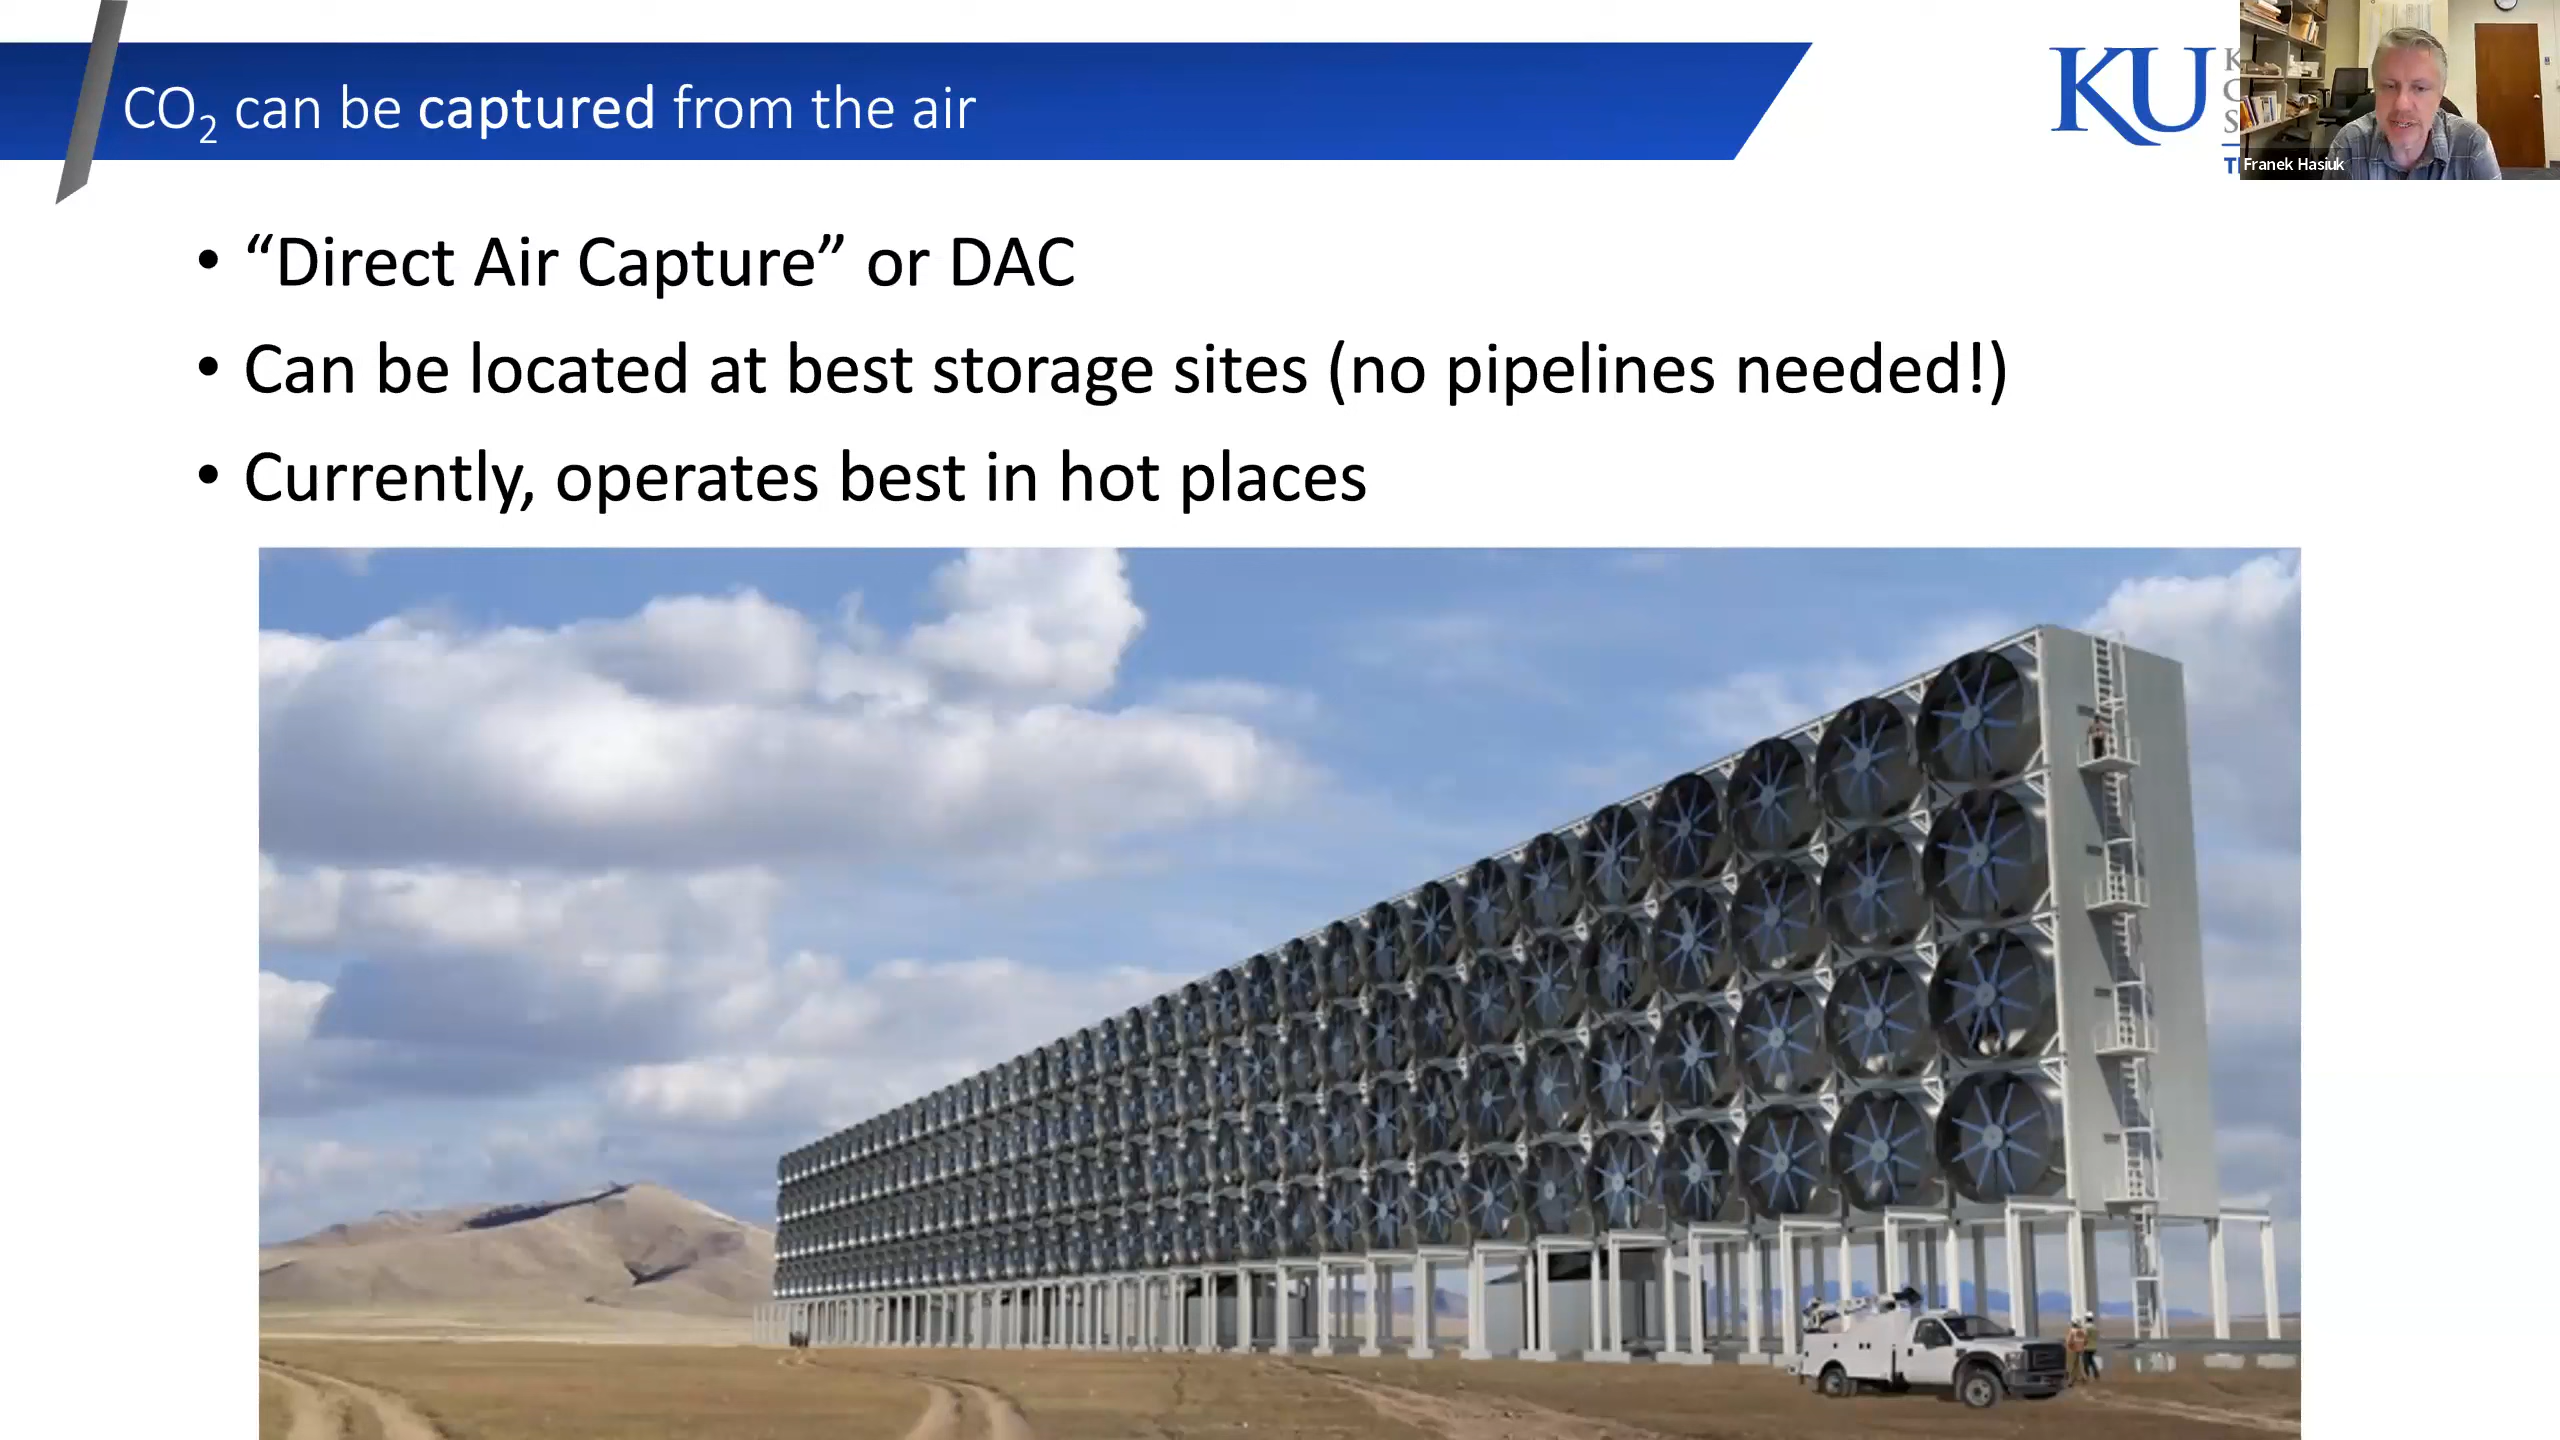 CO₂ can be captured from the air
KU
Franek Hasiuk
• “Direct Air Capture” or DAC
• Can be located at best storage sites (no pipelines needed!)
• Currently, operates best in hot places